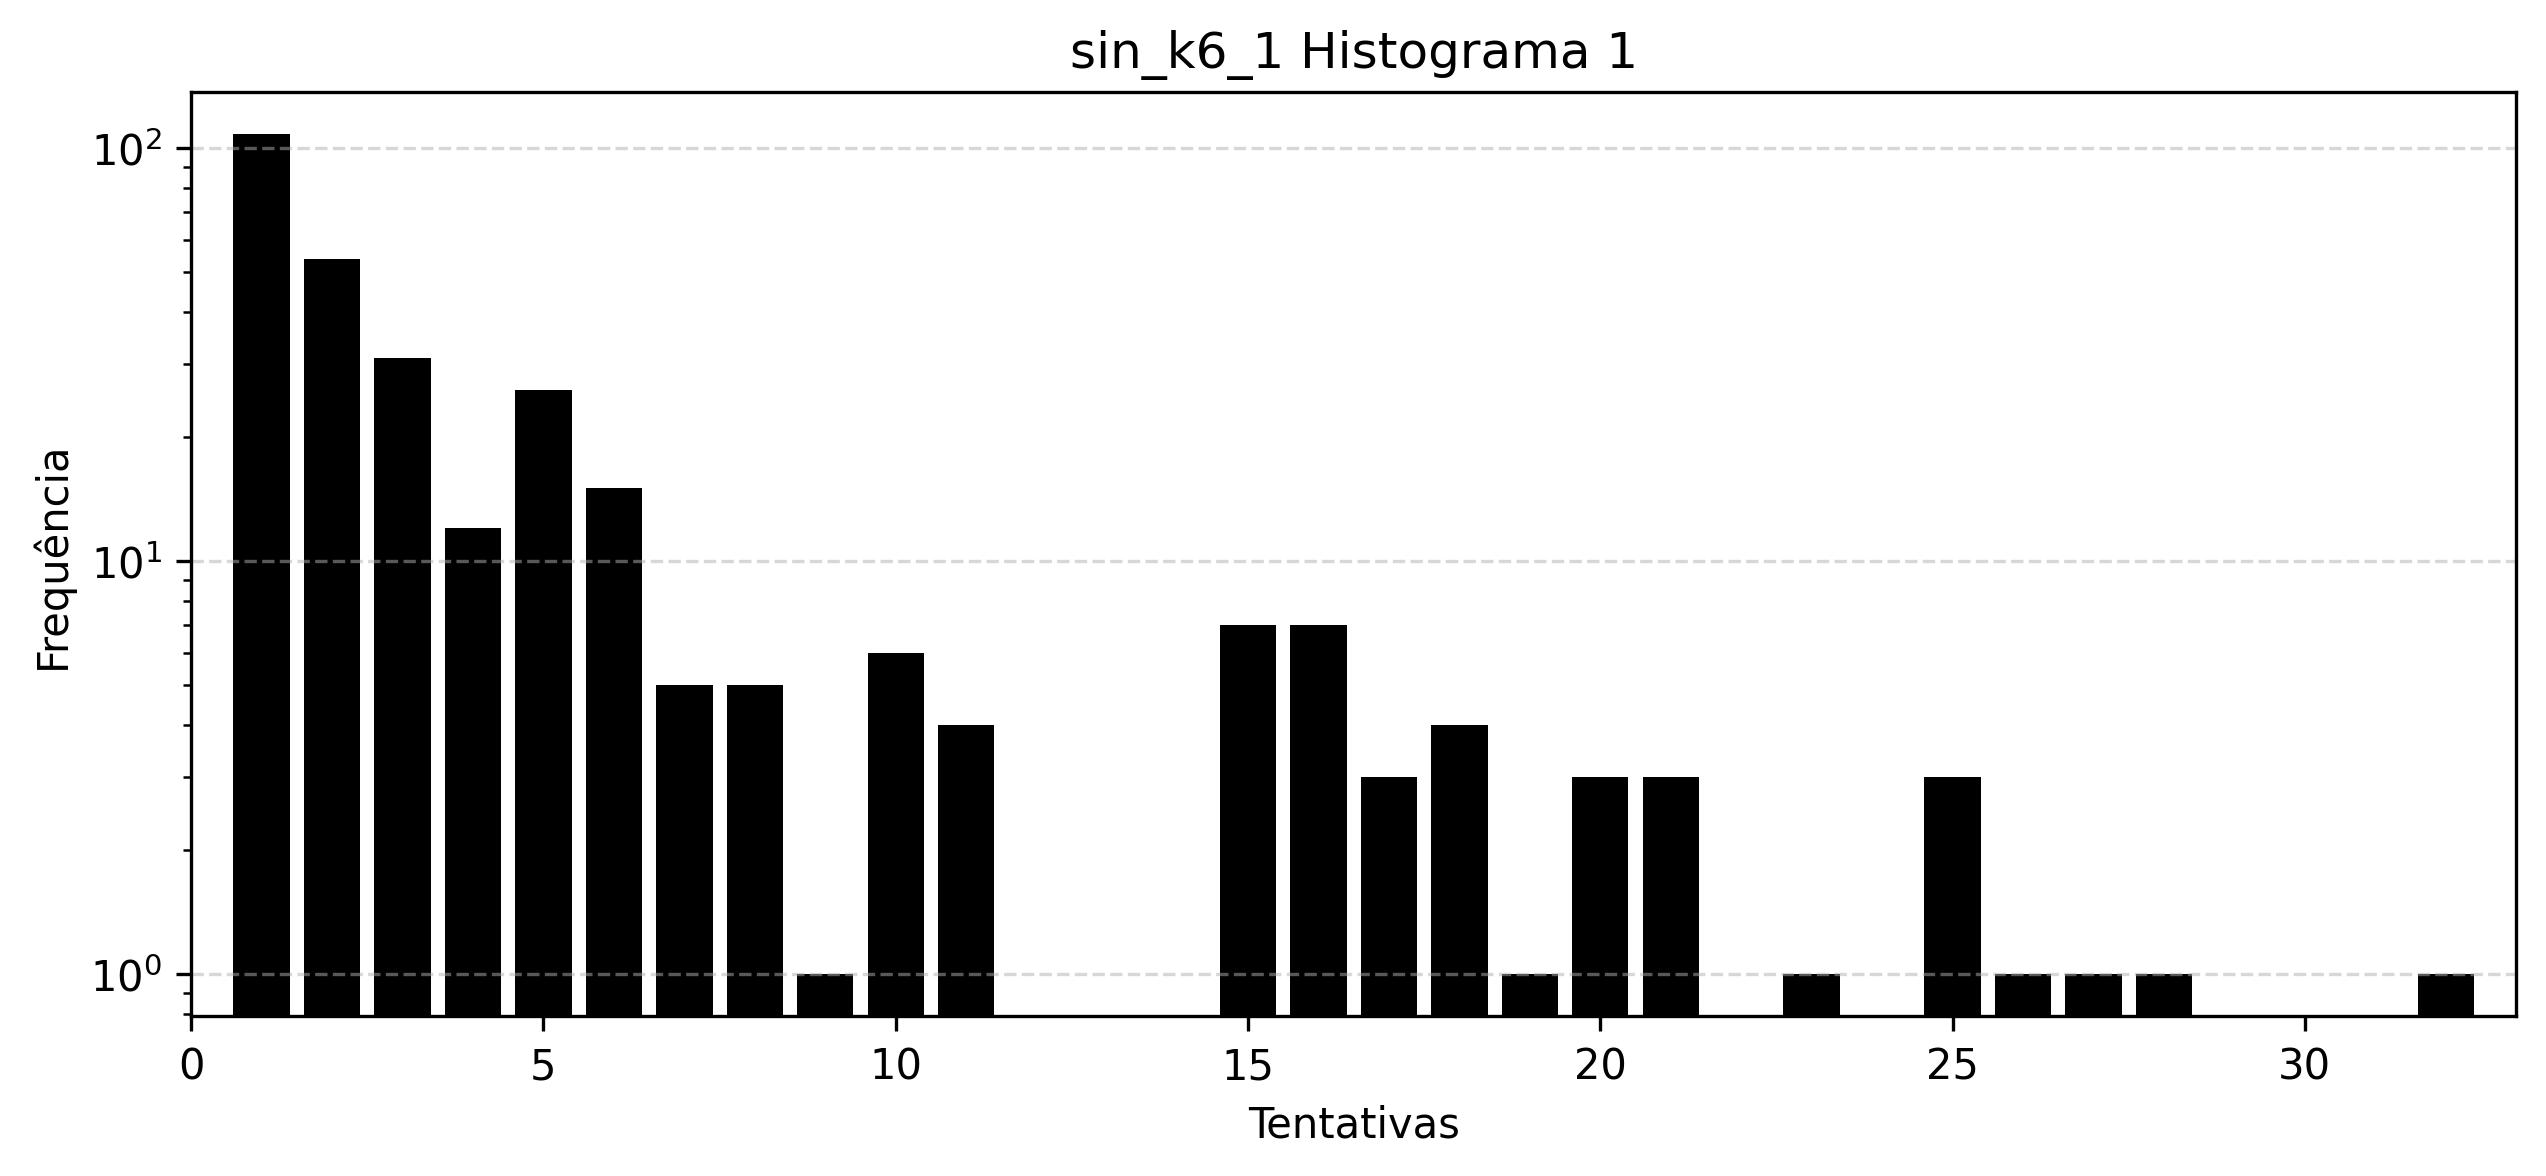 sin_k6_1 Histograma 1
Frequência
10²
10¹
10⁰
0 5 10 15 20 25 30
Tentativas